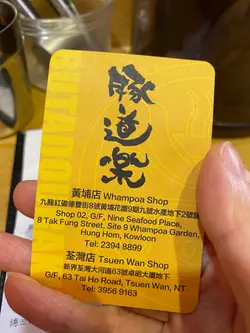 豚道楽
黃埔店 Whampoa Shop
九龍紅磡德豐街8號黃埔花園9期九號水產地下2號舖
Shop 02, G/F, Nine Seafood Place,
8 Tak Fung Street, Site 9 Whampoa Garden,
Hung Hom, Kowloon
Tel: 2394 8899
荃灣店 Tsuen Wan Shop
新界荃灣大河道63號卓明大廈地下
G/F, 63 Tai Ho Road, Tsuen Wan, NT
Tel: 3956 9163